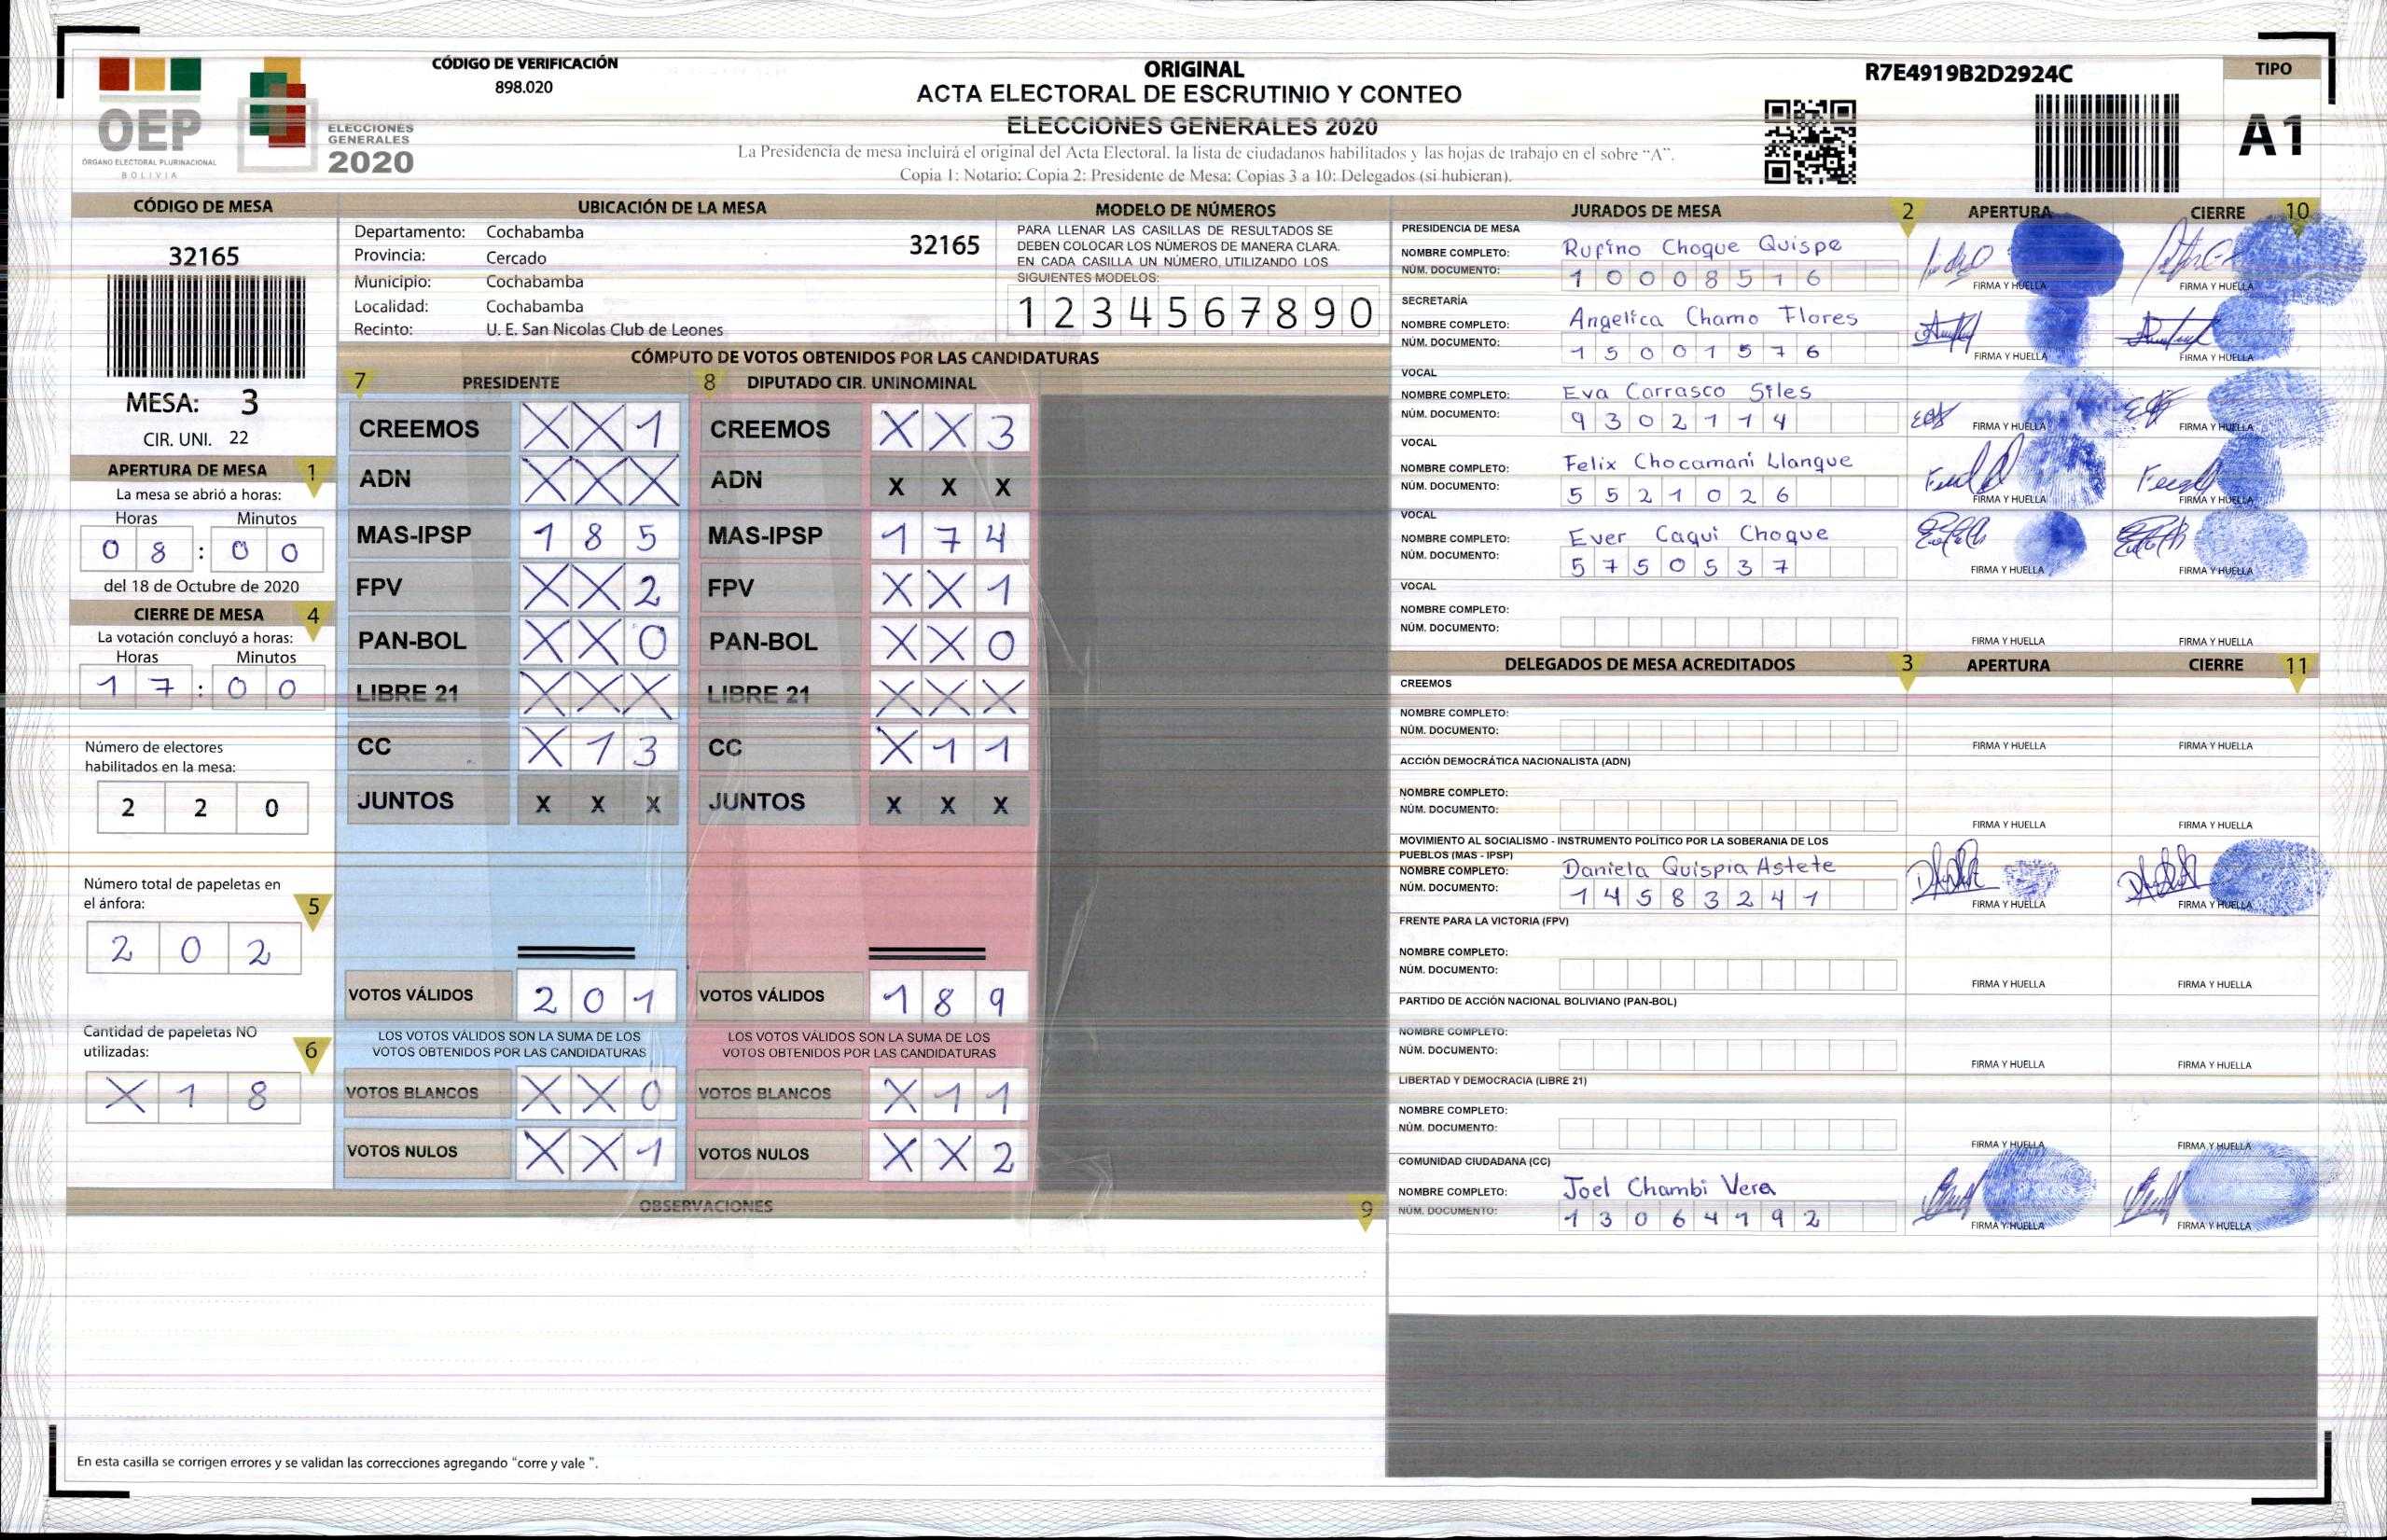 CÓDIGO DE VERIFICACIÓN
898.020
OEP
ÓRGANO ELECTORAL PLURINACIONAL
BOLIVIA
ELECCIONES
GENERALES
2020
ORIGINAL
ACTA ELECTORAL DE ESCRUTINIO Y CONTEO
ELECCIONES GENERALES 2020
La Presidencia de mesa incluirá el original del Acta Electoral, la lista de ciudadanos habilitados y las hojas de trabajo en el sobre “A”.
Copia 1: Notario; Copia 2: Presidente de Mesa; Copias 3 a 10: Delegados (si hubieran).
R7E4919B2D2924C
TIPO
A1
CÓDIGO DE MESA
32165
MESA: 3
CIR. UNI. 22
APERTURA DE MESA 1
La mesa se abrió a horas:
Horas Minutos
0 8 : 0 0
del 18 de Octubre de 2020
CIERRE DE MESA 4
La votación concluyó a horas:
Horas Minutos
1 7 : 0 0
Número de electores
habilitados en la mesa:
2 2 0
Número total de papeletas en
el ánfora: 5
2 0 2
Cantidad de papeletas NO
utilizadas: 6
X 1 8
UBICACIÓN DE LA MESA
Departamento: Cochabamba 32165
Provincia: Cercado
Municipio: Cochabamba
Localidad: Cochabamba
Recinto: U. E. San Nicolas Club de Leones
MODELO DE NÚMEROS
PARA LLENAR LAS CASILLAS DE RESULTADOS SE
DEBEN COLOCAR LOS NÚMEROS DE MANERA CLARA.
EN CADA CASILLA UN NÚMERO, UTILIZANDO LOS
SIGUIENTES MODELOS:
1 2 3 4 5 6 7 8 9 0
CÓMPUTO DE VOTOS OBTENIDOS POR LAS CANDIDATURAS
7 PRESIDENTE 8 DIPUTADO CIR. UNINOMINAL
CREEMOS X X 1 CREEMOS X X 3
ADN X X X ADN X X X
MAS-IPSP 1 8 5 MAS-IPSP 1 7 4
FPV X X 2 FPV X X 1
PAN-BOL X X 0 PAN-BOL X X 0
LIBRE 21 X X X LIBRE 21 X X X
CC X 1 3 CC X 1 1
JUNTOS X X X JUNTOS X X X
VOTOS VÁLIDOS 2 0 1 VOTOS VÁLIDOS 1 8 9
LOS VOTOS VÁLIDOS SON LA SUMA DE LOS LOS VOTOS VÁLIDOS SON LA SUMA DE LOS
VOTOS OBTENIDOS POR LAS CANDIDATURAS VOTOS OBTENIDOS POR LAS CANDIDATURAS
VOTOS BLANCOS X X 0 VOTOS BLANCOS X 1 1
VOTOS NULOS X X 1 VOTOS NULOS X X 2
OBSERVACIONES 9
En esta casilla se corrigen errores y se validan las correcciones agregando “corre y vale ”.
JURADOS DE MESA 2 APERTURA CIERRE 10
PRESIDENCIA DE MESA
NOMBRE COMPLETO: Rufino Choque Quispe
NÚM. DOCUMENTO: 1 0 0 0 8 5 1 6
FIRMA Y HUELLA FIRMA Y HUELLA
SECRETARÍA
NOMBRE COMPLETO: Angelica Chamo Flores
NÚM. DOCUMENTO: 1 5 0 0 1 5 7 6
FIRMA Y HUELLA FIRMA Y HUELLA
VOCAL
NOMBRE COMPLETO: Eva Carrasco Siles
NÚM. DOCUMENTO: 9 3 0 2 1 1 4
FIRMA Y HUELLA FIRMA Y HUELLA
VOCAL
NOMBRE COMPLETO: Felix Chocamani Llanque
NÚM. DOCUMENTO: 5 5 2 1 0 2 6
FIRMA Y HUELLA FIRMA Y HUELLA
VOCAL
NOMBRE COMPLETO: Ever Caqui Choque
NÚM. DOCUMENTO: 5 7 5 0 5 3 7
FIRMA Y HUELLA FIRMA Y HUELLA
VOCAL
NOMBRE COMPLETO:
NÚM. DOCUMENTO:
FIRMA Y HUELLA FIRMA Y HUELLA
DELEGADOS DE MESA ACREDITADOS 3 APERTURA CIERRE 11
CREEMOS
NOMBRE COMPLETO:
NÚM. DOCUMENTO:
FIRMA Y HUELLA FIRMA Y HUELLA
ACCIÓN DEMOCRÁTICA NACIONALISTA (ADN)
NOMBRE COMPLETO:
NÚM. DOCUMENTO:
FIRMA Y HUELLA FIRMA Y HUELLA
MOVIMIENTO AL SOCIALISMO - INSTRUMENTO POLÍTICO POR LA SOBERANIA DE LOS
PUEBLOS (MAS - IPSP)
NOMBRE COMPLETO: Daniela Quispia Astete
NÚM. DOCUMENTO: 1 4 5 8 3 2 4 1
FIRMA Y HUELLA FIRMA Y HUELLA
FRENTE PARA LA VICTORIA (FPV)
NOMBRE COMPLETO:
NÚM. DOCUMENTO:
FIRMA Y HUELLA FIRMA Y HUELLA
PARTIDO DE ACCIÓN NACIONAL BOLIVIANO (PAN-BOL)
NOMBRE COMPLETO:
NÚM. DOCUMENTO:
FIRMA Y HUELLA FIRMA Y HUELLA
LIBERTAD Y DEMOCRACIA (LIBRE 21)
NOMBRE COMPLETO:
NÚM. DOCUMENTO:
FIRMA Y HUELLA FIRMA Y HUELLA
COMUNIDAD CIUDADANA (CC)
NOMBRE COMPLETO: Joel Chambi Vera
NÚM. DOCUMENTO: 1 3 0 6 4 1 9 2
FIRMA Y HUELLA FIRMA Y HUELLA